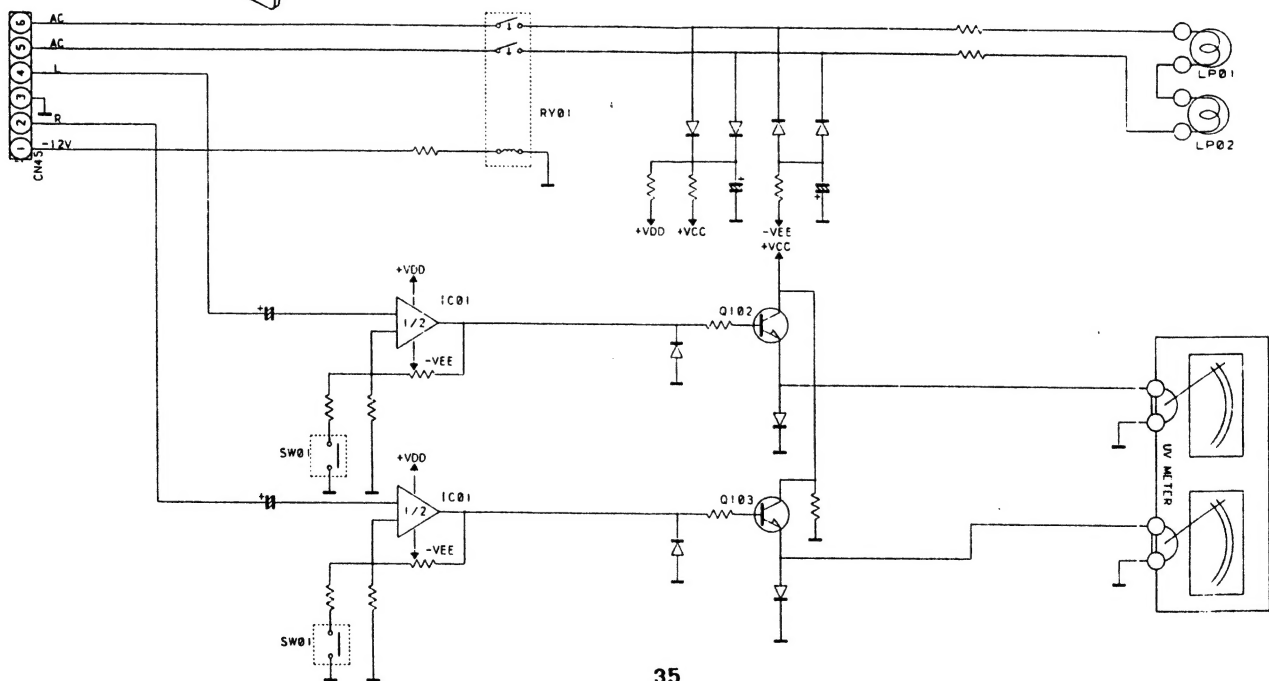 6 AC
5 AC
4 L
3
2 R
1 -12V
CN45
RY01
LP01
LP02
+VDD +VCC -VEE
+VCC
+VDD
IC01
1/2
-VEE
Q102
SW01
+VDD
IC01
1/2
-VEE
Q103
SW01
UV METER
35